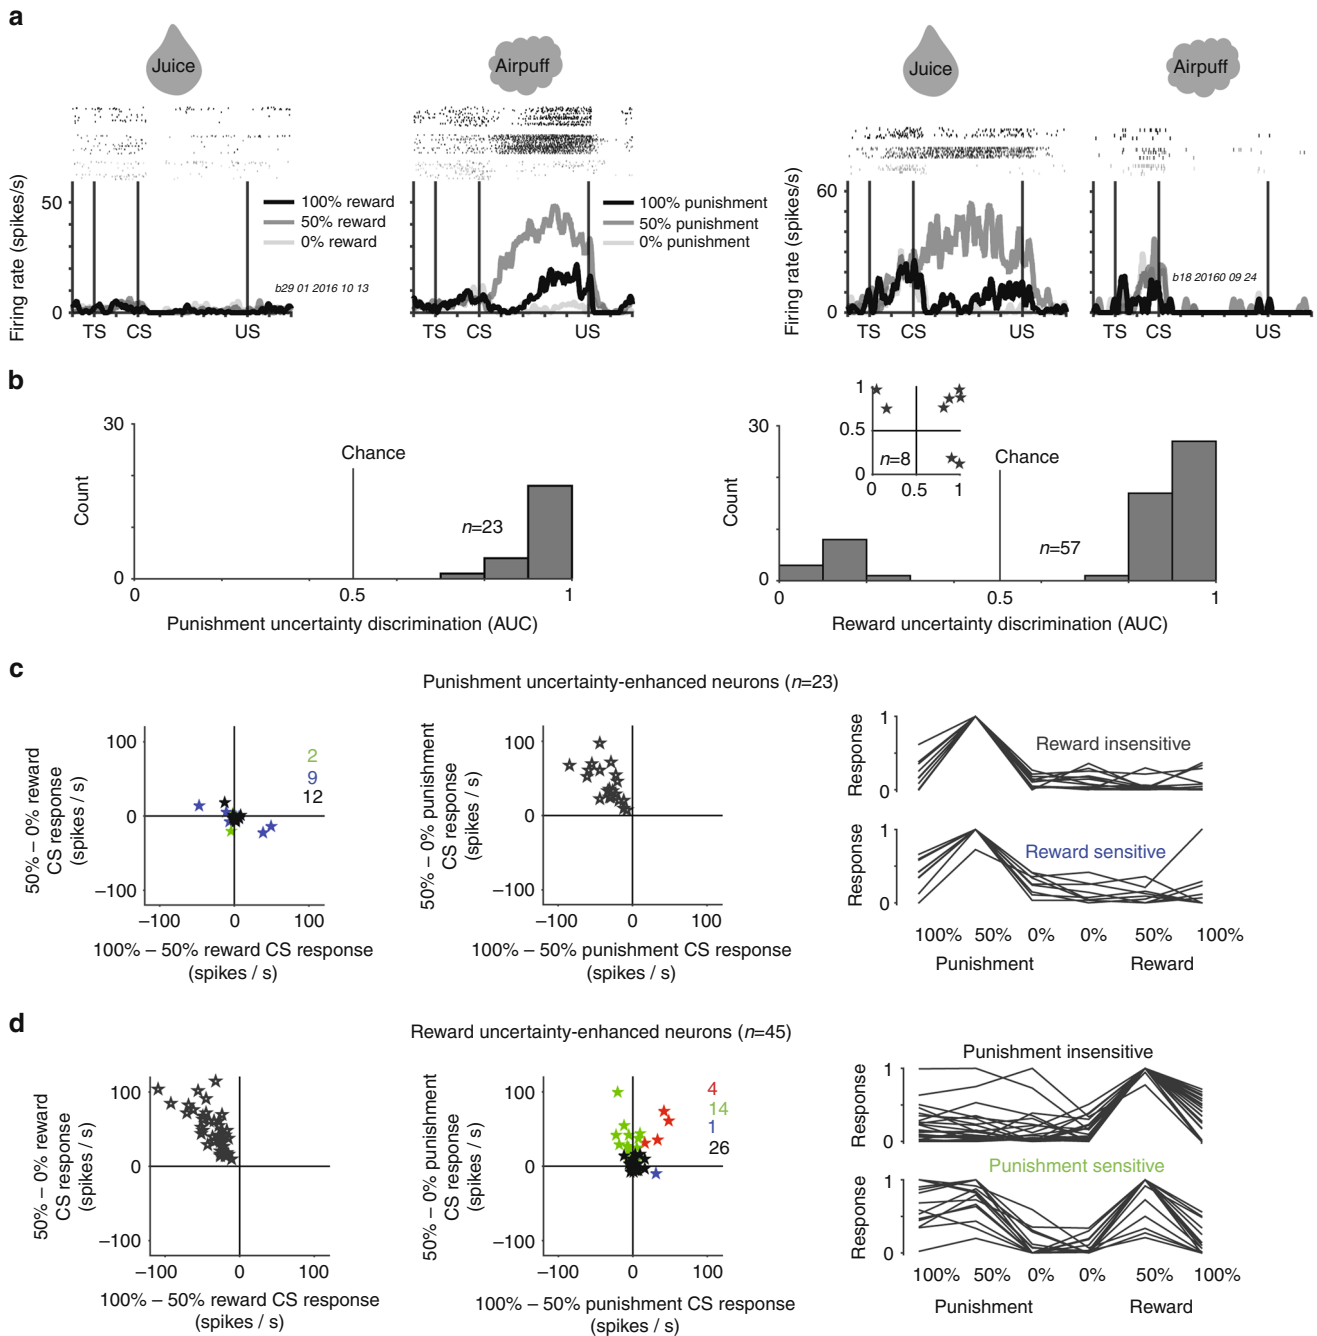 a
Juice
Airpuff
Juice
Airpuff
Firing rate (spikes/s)
50
0
TS CS US
100% reward
50% reward
0% reward
b29 01 2016 10 13
TS CS US
100% punishment
50% punishment
0% punishment
Firing rate (spikes/s)
60
0
TS CS US
b18 20160 09 24
TS CS US
b
Count
30
0
Chance
n=23
0 0.5 1
Punishment uncertainty discrimination (AUC)
Count
30
0
1
0.5
0
n=8
0 0.5 1
Chance
n=57
0 0.5 1
Reward uncertainty discrimination (AUC)
c
Punishment uncertainty-enhanced neurons (n=23)
50% – 0% reward
CS response
(spikes / s)
100
0
–100
2
9
12
–100 0 100
100% – 50% reward CS response
(spikes / s)
50% – 0% punishment
CS response
(spikes / s)
100
0
–100
–100 0 100
100% – 50% punishment CS response
(spikes / s)
Response
1
0
Reward insensitive
Response
1
0
Reward sensitive
100% 50% 0% 0% 50% 100%
Punishment Reward
d
Reward uncertainty-enhanced neurons (n=45)
50% – 0% reward
CS response
(spikes / s)
100
0
–100
–100 0 100
100% – 50% reward CS response
(spikes / s)
50% – 0% punishment
CS response
(spikes / s)
100
0
–100
4
14
1
26
–100 0 100
100% – 50% punishment CS response
(spikes / s)
Punishment insensitive
Response
1
0
Punishment sensitive
Response
1
0
100% 50% 0% 0% 50% 100%
Punishment Reward